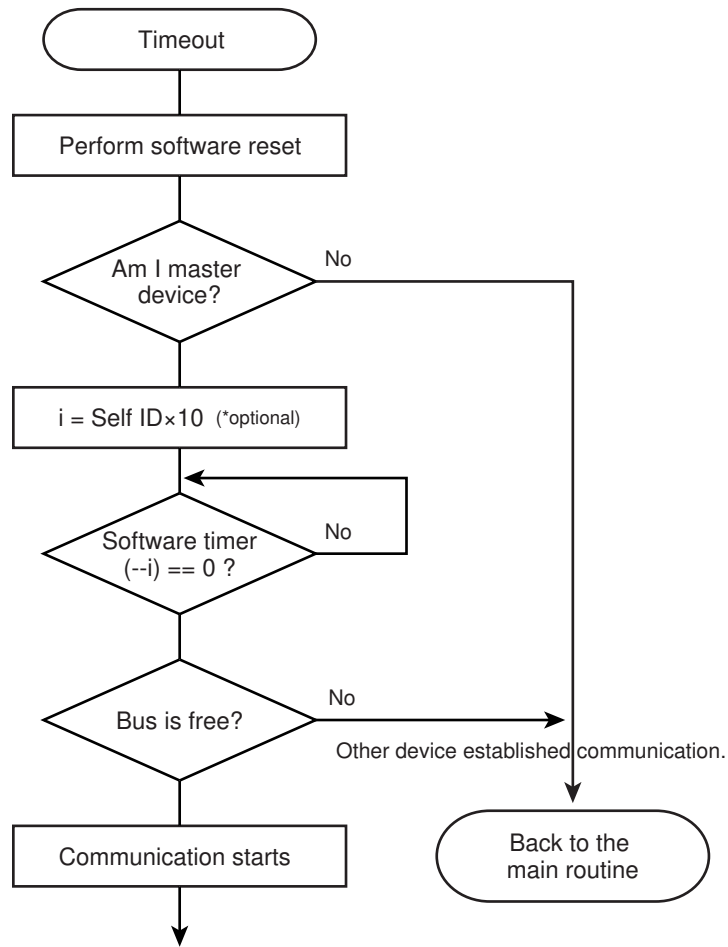 Timeout
Perform software reset
Am I master
device?
No
i = Self ID×10 (*optional)
Software timer
(--i) == 0 ?
No
Bus is free?
No
Other device established communication.
Communication starts
Back to the
main routine